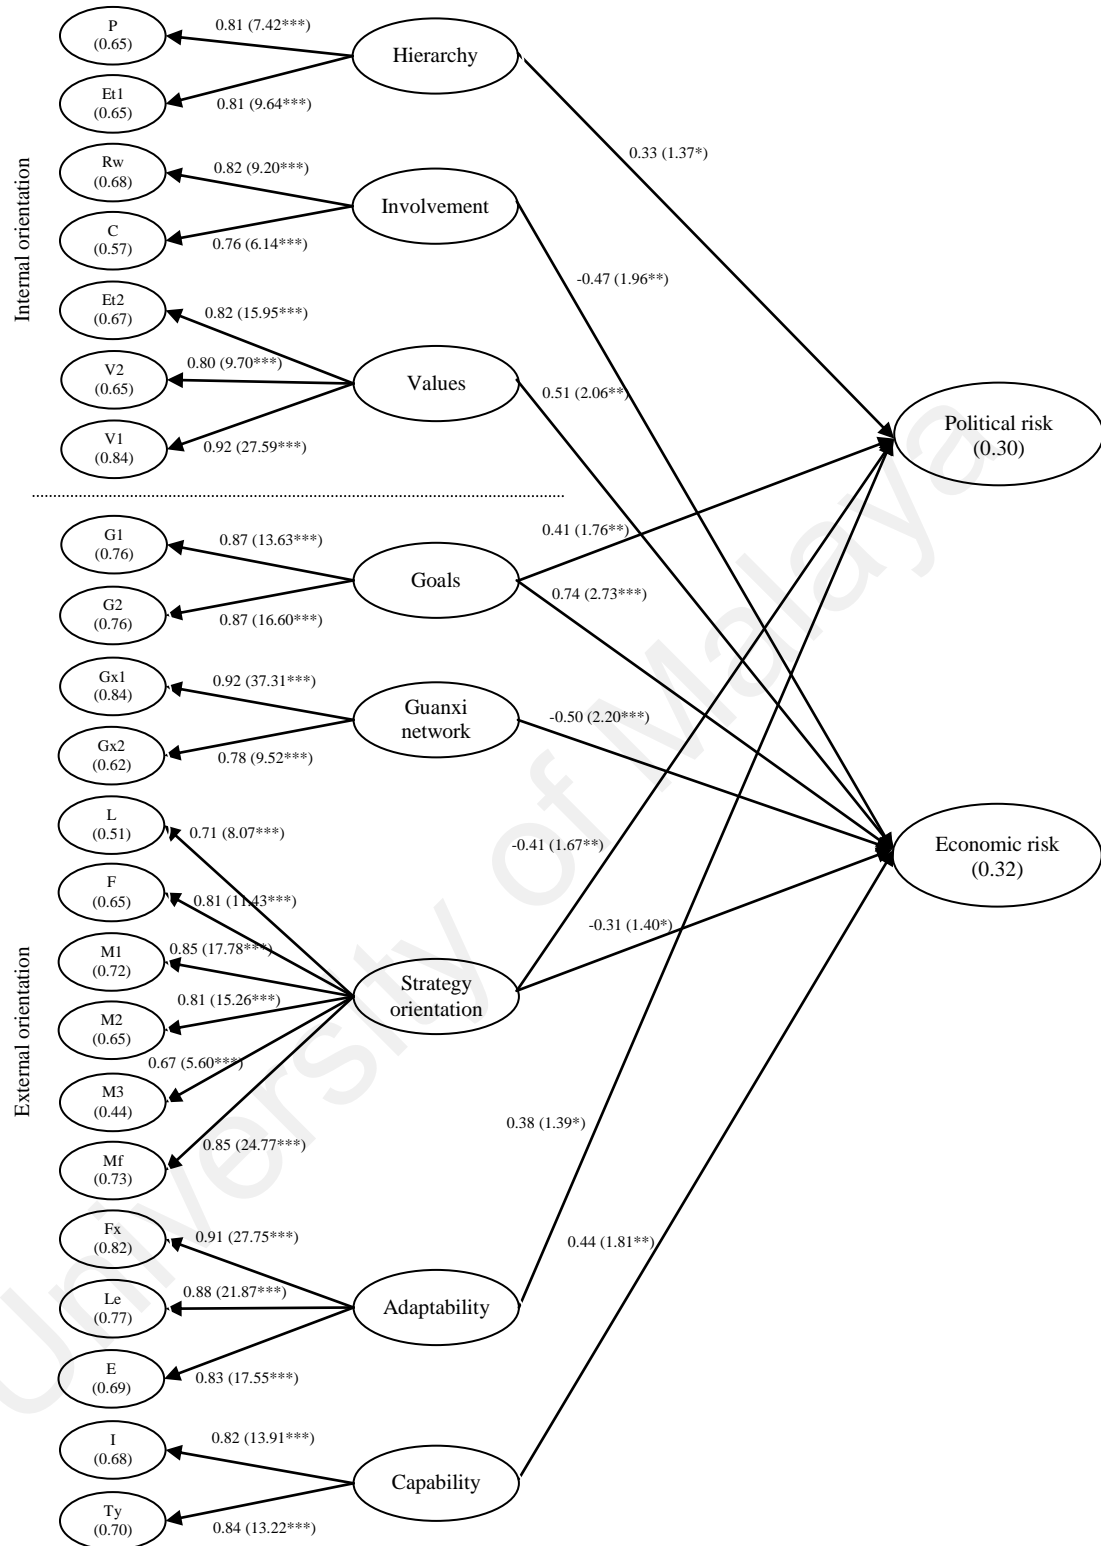 P
(0.65)
0.81 (7.42***)
Hierarchy
Et1
(0.65)
0.81 (9.64***)
0.33 (1.37*)
Internal orientation
Rw
(0.68)
0.82 (9.20***)
Involvement
C
(0.57)
0.76 (6.14***)
-0.47 (1.96**)
Et2
(0.67)
0.82 (15.95***)
V2
(0.65)
0.80 (9.70***)
Values
0.51 (2.06**)
V1
(0.84)
0.92 (27.59***)
Political risk
(0.30)
G1
(0.76)
0.87 (13.63***)
Goals
0.41 (1.76**)
G2
(0.76)
0.87 (16.60***)
0.74 (2.73***)
Gx1
(0.84)
0.92 (37.31***)
Guanxi
network
-0.50 (2.20***)
Gx2
(0.62)
0.78 (9.52***)
L
(0.51)
0.71 (8.07***)
-0.41 (1.67**)
Economic risk
(0.32)
F
(0.65)
0.81 (11.43***)
-0.31 (1.40*)
External orientation
M1
(0.72)
0.85 (17.78***)
Strategy
orientation
M2
(0.65)
0.81 (15.26***)
M3
(0.44)
0.67 (5.60***)
Mf
(0.73)
0.85 (24.77***)
0.38 (1.39*)
Fx
(0.82)
0.91 (27.75***)
0.44 (1.81**)
Le
(0.77)
0.88 (21.87***)
Adaptability
E
(0.69)
0.83 (17.55***)
I
(0.68)
0.82 (13.91***)
Capability
Ty
(0.70)
0.84 (13.22***)
University of Malaya